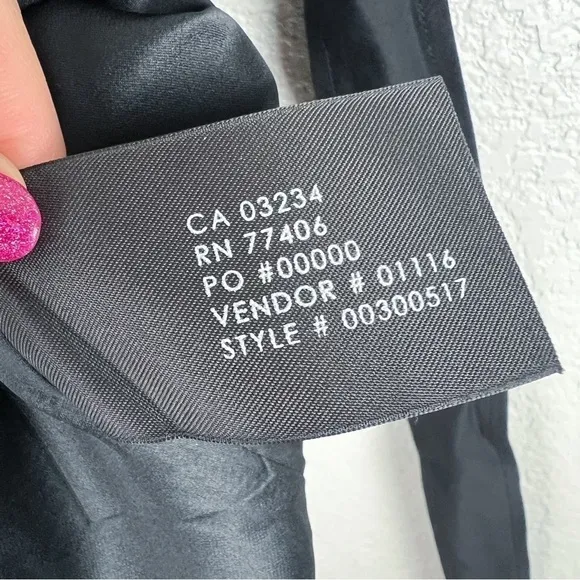 CA 03234
RN 77406
PO #00000
VENDOR # 01116
STYLE # 00300517